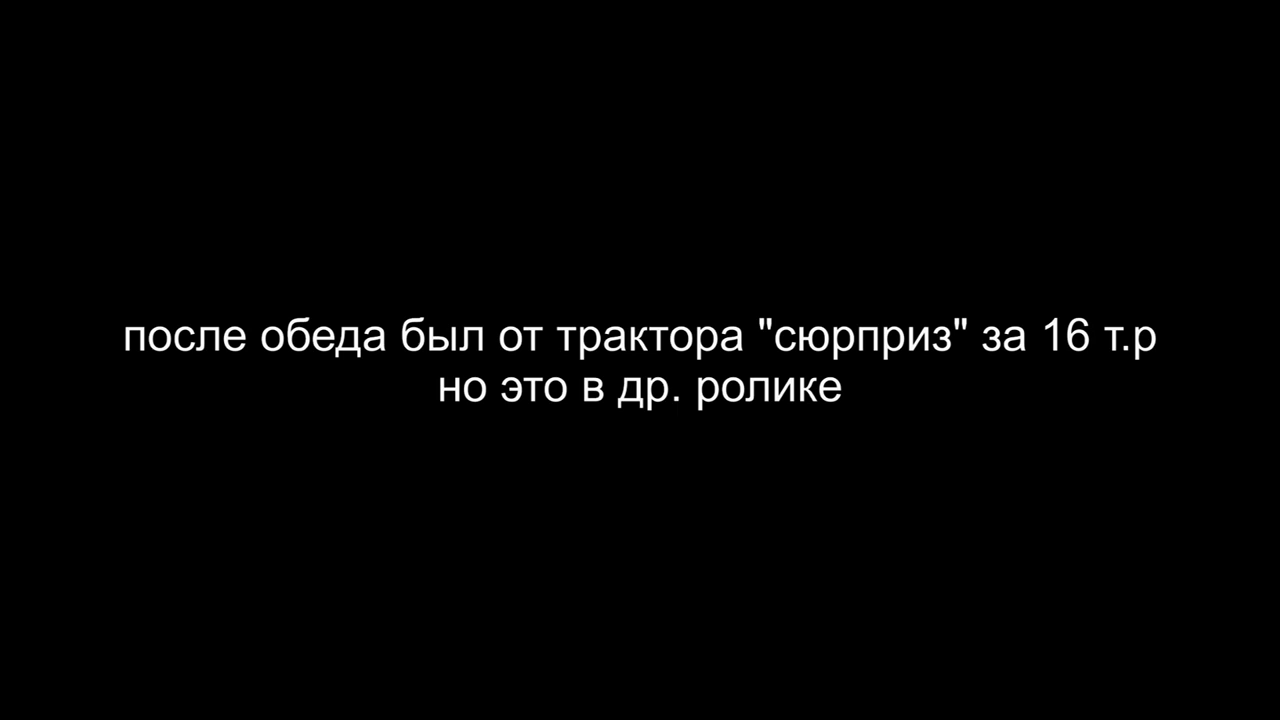 после обеда был от трактора "сюрприз" за 16 т.р
но это в др. ролике